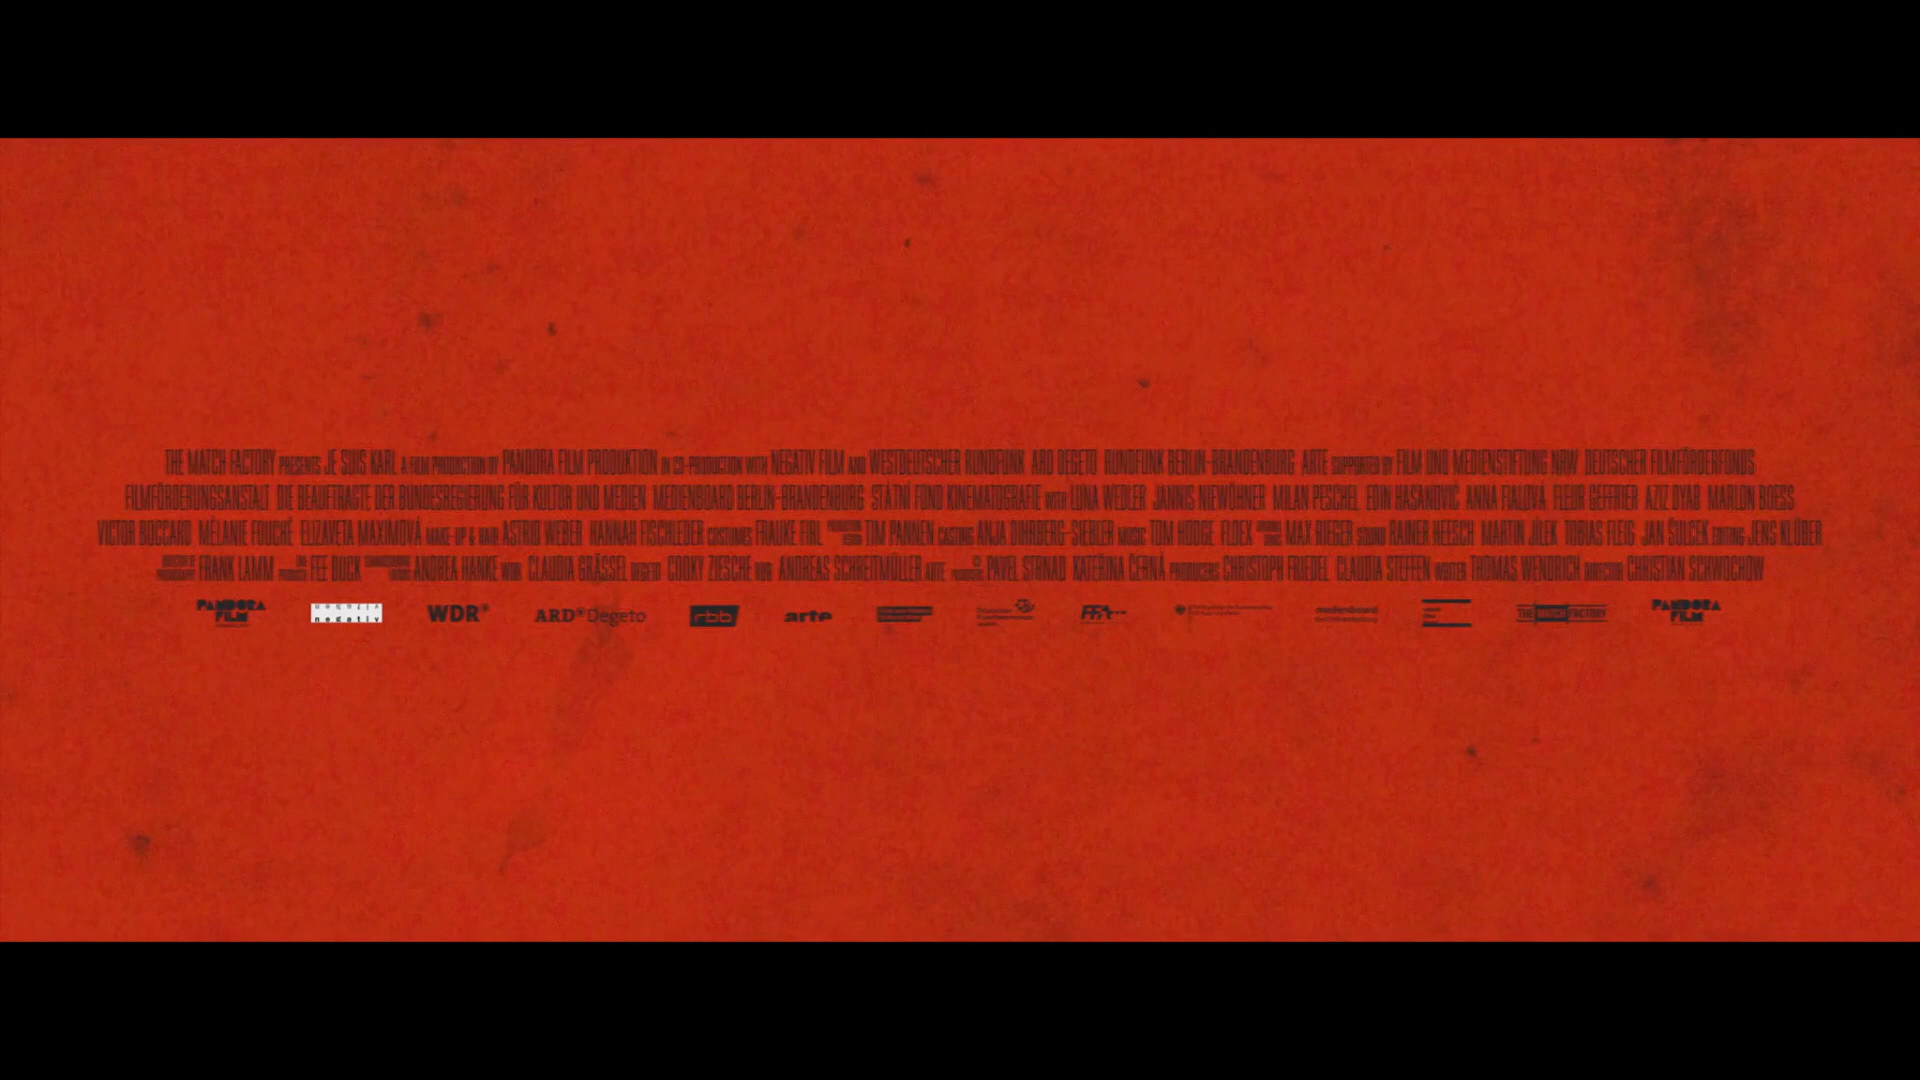 THE MATCH FACTORY PRESENTS JE SUIS KARL A FILM PRODUCTION BY PANDORA FILM PRODUKTION IN CO-PRODUCTION WITH NEGATIV FILM AND WESTDEUTSCHER RUNDFUNK ARD DEGETO RUNDFUNK BERLIN-BRANDENBURG ARTE SUPPORTED BY FILM UND MEDIENSTIFTUNG NRW DEUTSCHER FILMFÖRDERFONDS
FILMFÖRDERUNGSANSTALT DIE BEAUFTRAGTE DER BUNDESREGIERUNG FÜR KULTUR UND MEDIEN MEDIENBOARD BERLIN-BRANDENBURG STÁTNÍ FOND KINEMATOGRAFIE WITH LUNA WEDLER JANNIS NIEWÖHNER MILAN PESCHEL EDIN HASANOVIC ANNA FIALOVÁ FLEUR GEFFRIER AZIZ DYAB MARLON BOESS
VICTOR BOCCARD MÉLANIE FOUCHÉ ELIZAVETA MAXIMOVÁ MAKE-UP & HAIR ASTRID WEBER HANNAH FISCHLEDER COSTUMES FRAUKE FIRL TIM PANNEN CASTING ANJA DIHRBERG-SIEBLER MUSIC TOM HODGE FLOEX MAX RIEGER SOUND RAINER HEESCH MARTIN JÍLEK TOBIAS FLEIG JAN ŠULCEK EDITING JENS KLÜBER
FRANK LAMM FEE BUCK ANDREA HANKE WDR CLAUDIA GRÄSSEL DEGETO COOKY ZIESCHE RBB ANDREAS SCHREITMÜLLER ARTE PAVEL STRNAD KATEŘINA ČERNÁ PRODUCERS CHRISTOPH FRIEDEL CLAUDIA STEFFEN WRITER THOMAS WENDRICH DIRECTOR CHRISTIAN SCHWOCHOW
PANDORA FILM negativ WDR ARD Degeto rbb arte FFA medienboard THE MATCH FACTORY PANDORA FILM